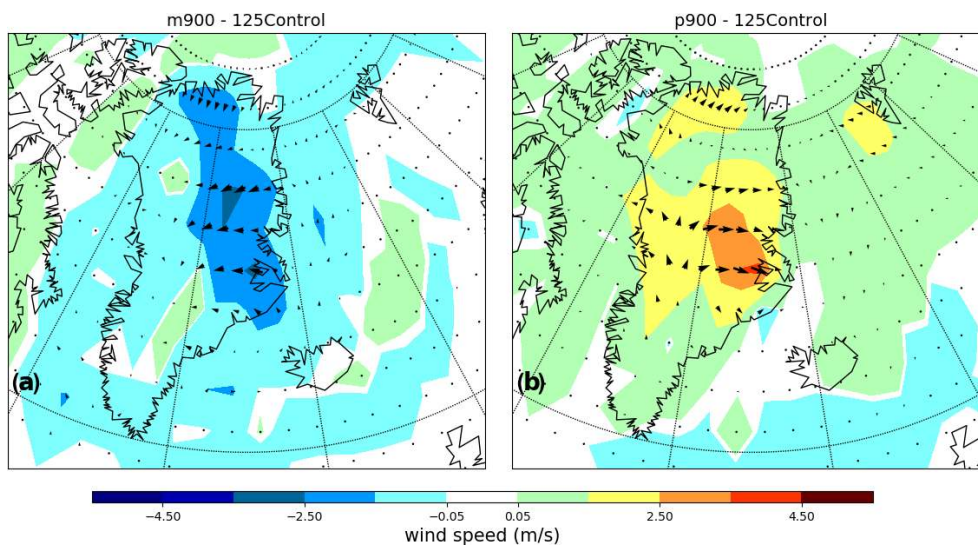 m900 - 125Control
p900 - 125Control
(a)
(b)
−4.50 −2.50 −0.05 0.05 2.50 4.50
wind speed (m/s)